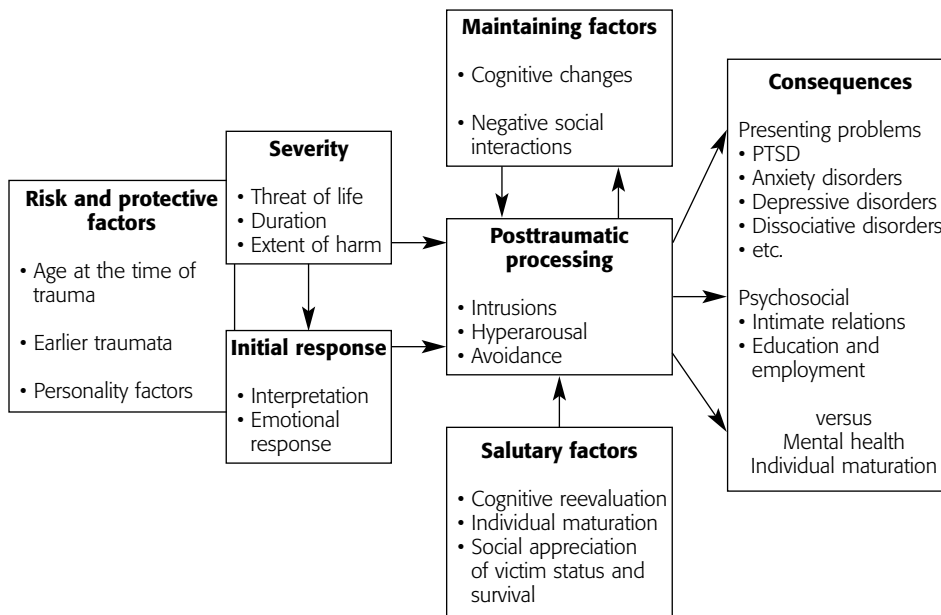 Risk and protective
factors
• Age at the time of
trauma
• Earlier traumata
• Personality factors
Severity
• Threat of life
• Duration
• Extent of harm
Initial response
• Interpretation
• Emotional
response
Maintaining factors
• Cognitive changes
• Negative social
interactions
Posttraumatic
processing
• Intrusions
• Hyperarousal
• Avoidance
Salutary factors
• Cognitive reevaluation
• Individual maturation
• Social appreciation
of victim status and
survival
Consequences
Presenting problems
• PTSD
• Anxiety disorders
• Depressive disorders
• Dissociative disorders
• etc.
Psychosocial
• Intimate relations
• Education and
employment
versus
Mental health
Individual maturation